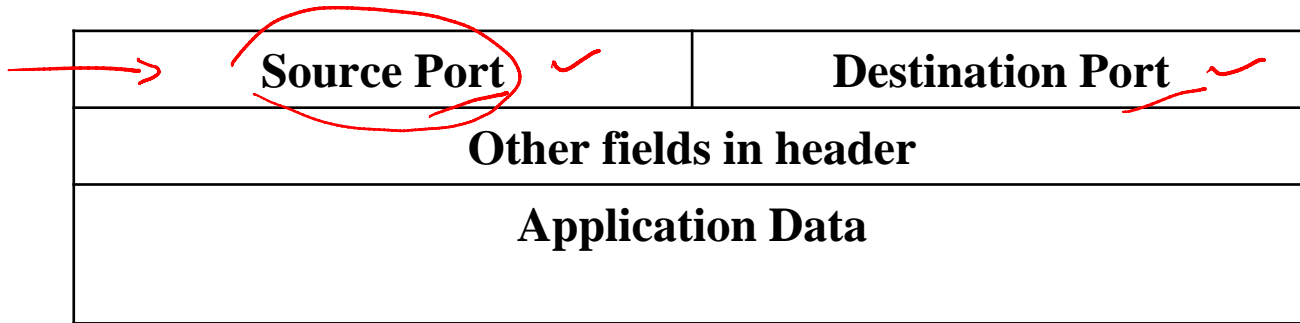 Source Port Destination Port
Other fields in header
Application Data